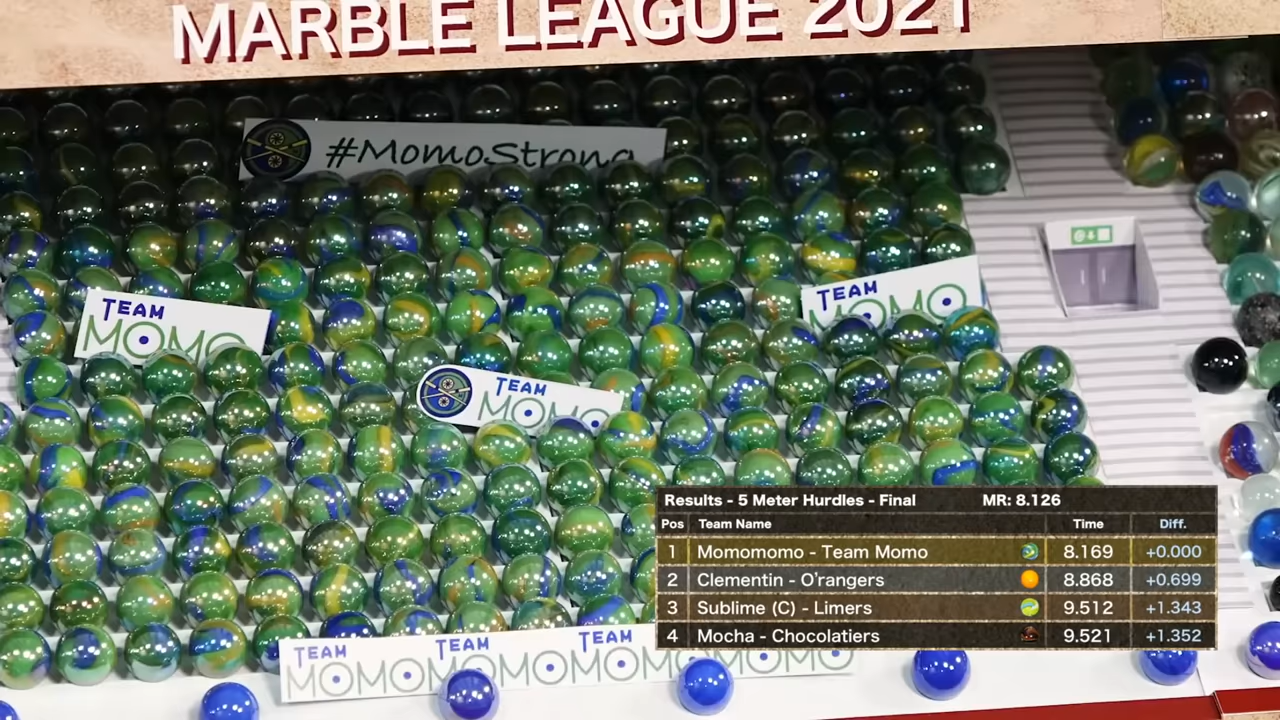 MARBLE LEAGUE 2021
#MomoStrong
TEAM
MOMO
TEAM
MOMO
TEAM
MOMO
Results - 5 Meter Hurdles - Final MR: 8.126
Pos Team Name Time Diff.
1 Momomomo - Team Momo 8.169 +0.000
2 Clementin - O'rangers 8.868 +0.699
3 Sublime (C) - Limers 9.512 +1.343
4 Mocha - Chocolatiers 9.521 +1.352
TEAM TEAM TEAM
MOMOMOMOMOMOMO